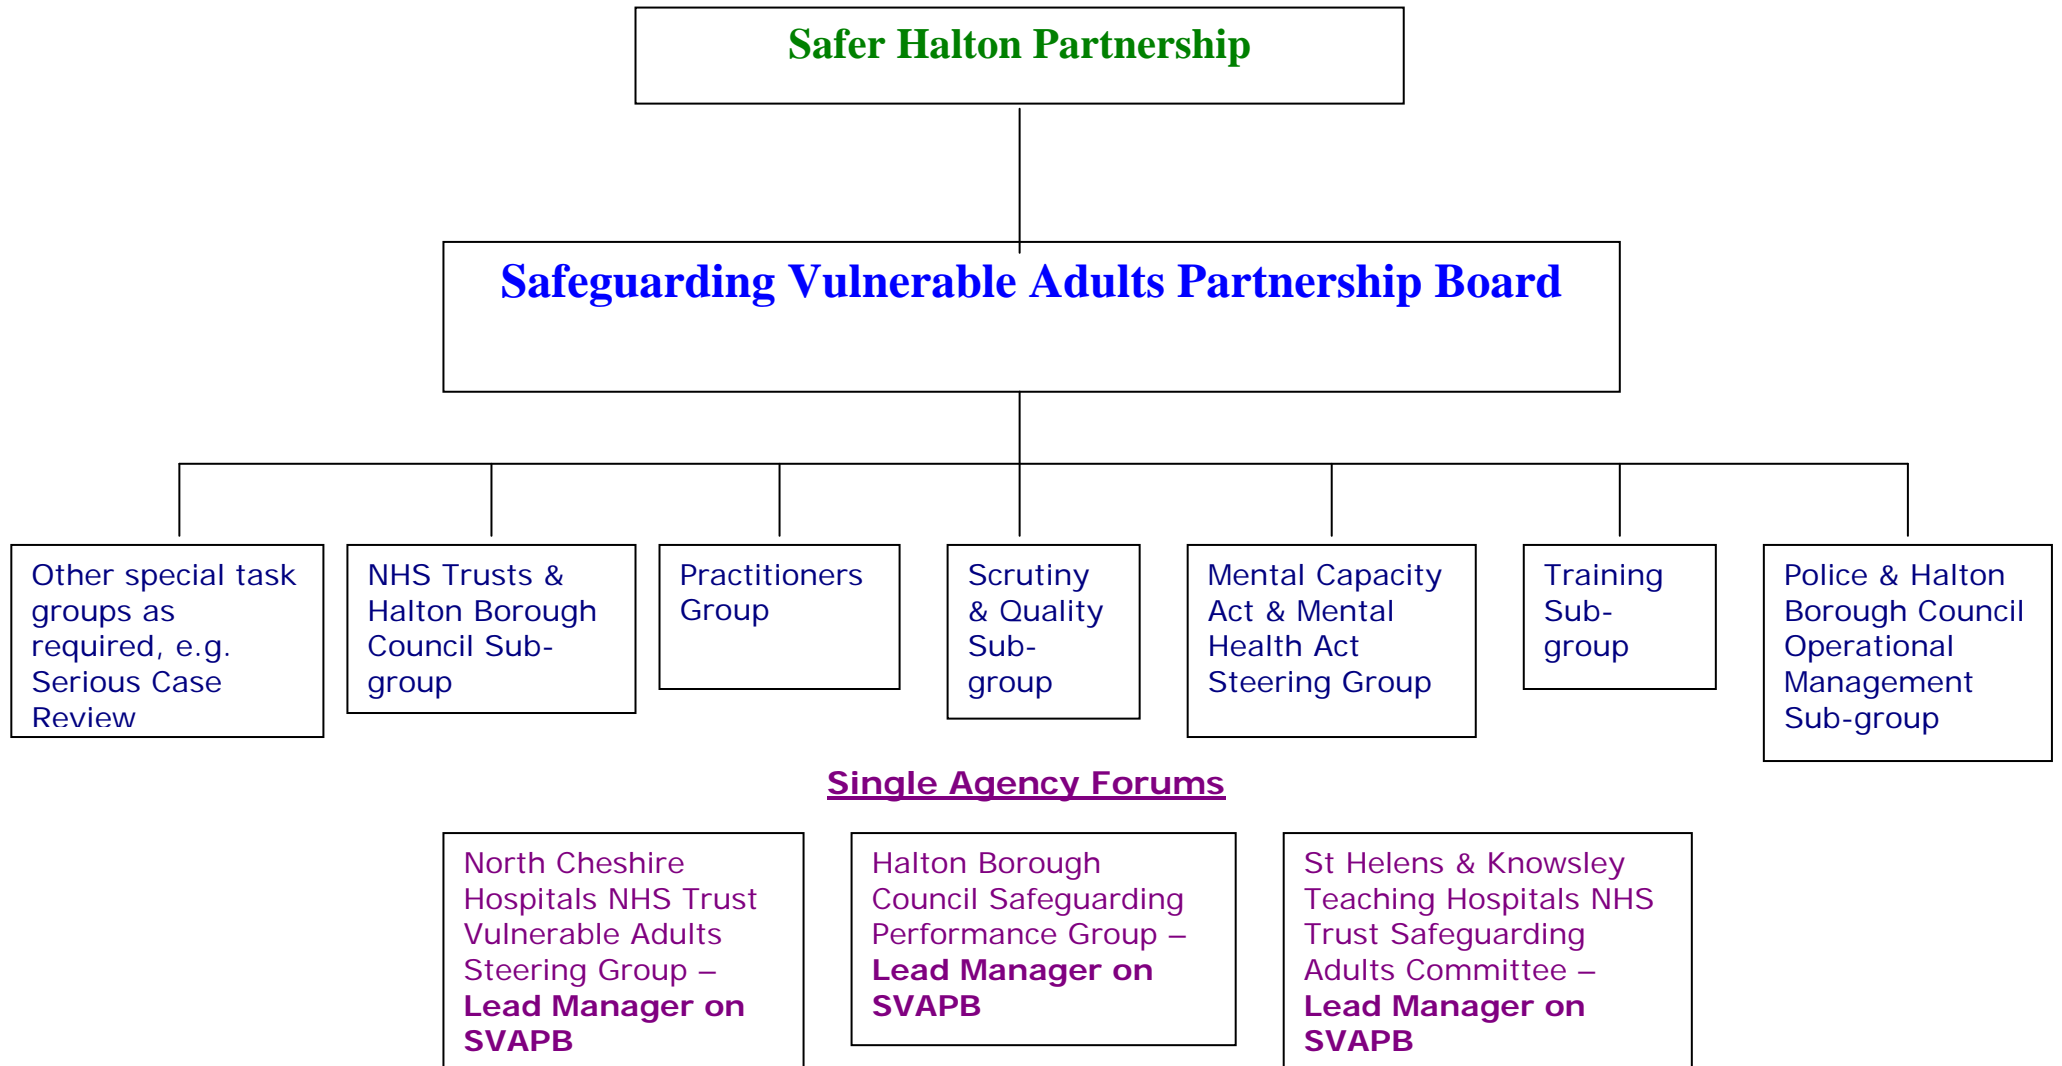 Safer Halton Partnership
Safeguarding Vulnerable Adults Partnership Board
Other special task
groups as
required, e.g.
Serious Case
Review
NHS Trusts &
Halton Borough
Council Sub-
group
Practitioners
Group
Scrutiny
& Quality
Sub-
group
Mental Capacity
Act & Mental
Health Act
Steering Group
Training
Sub-
group
Police & Halton
Borough Council
Operational
Management
Sub-group
Single Agency Forums
North Cheshire
Hospitals NHS Trust
Vulnerable Adults
Steering Group –
Lead Manager on
SVAPB
Halton Borough
Council Safeguarding
Performance Group –
Lead Manager on
SVAPB
St Helens & Knowsley
Teaching Hospitals NHS
Trust Safeguarding
Adults Committee –
Lead Manager on
SVAPB